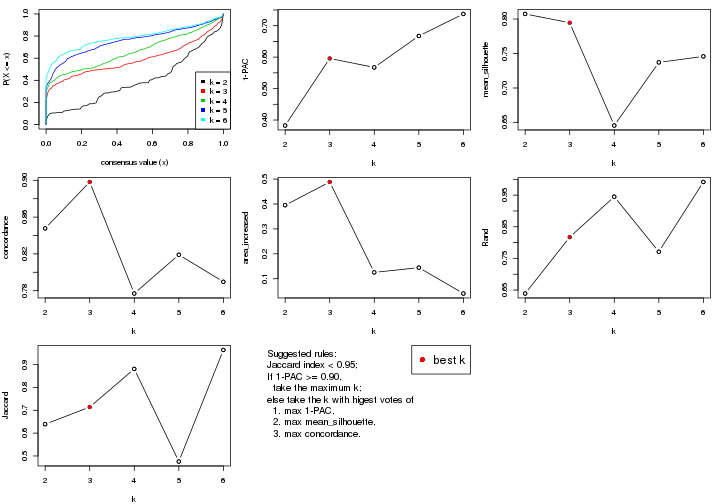 P(X <= x)
1.0
0.8
0.6
0.4
0.2
0.0
k = 2
k = 3
k = 4
k = 5
k = 6
0.0 0.2 0.4 0.6 0.8 1.0
consensus value (x)
1-PAC
0.70
0.60
0.50
0.40
2 3 4 5 6
k
mean_silhouette
0.80
0.75
0.65
2 3 4 5 6
k
concordance
0.90
0.86
0.82
0.78
2 3 4 5 6
k
area_increased
0.5
0.4
0.3
0.2
0.1
2 3 4 5 6
k
Rand
0.95
0.85
0.75
0.65
2 3 4 5 6
k
Jaccard
0.9
0.8
0.7
0.6
0.5
2 3 4 5 6
k
Suggested rules:
Jaccard index < 0.95;
If 1-PAC >= 0.90,
take the maximum k;
else take the k with higest votes of
1. max 1-PAC,
2. max mean_silhouette,
3. max concordance.
best k